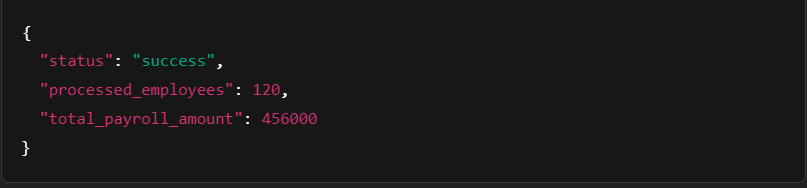 {
"status": "success",
"processed_employees": 120,
"total_payroll_amount": 456000
}